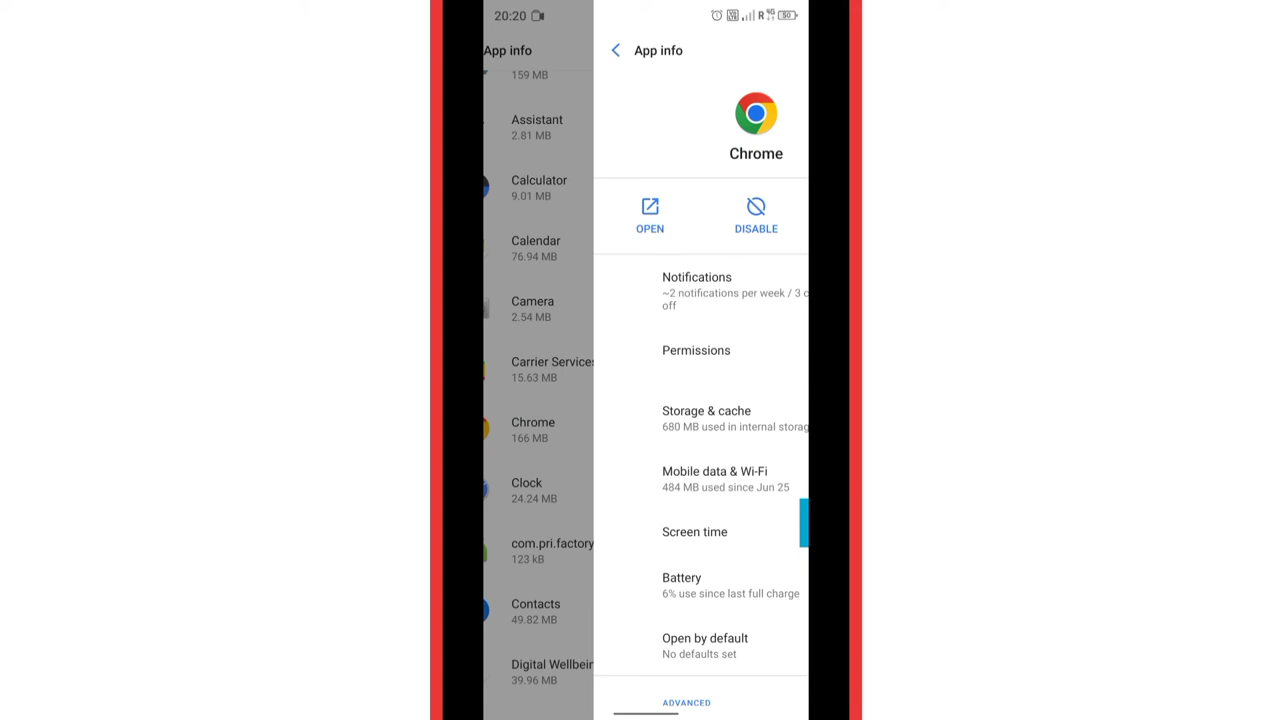 20:20
R 4G 50
App info
159 MB
Assistant
2.81 MB
Calculator
9.01 MB
Calendar
76.94 MB
Camera
2.54 MB
Carrier Services
15.63 MB
Chrome
166 MB
Clock
24.24 MB
com.pri.factory
123 kB
Contacts
49.82 MB
Digital Wellbein
39.96 MB
App info
Chrome
OPEN
DISABLE
Notifications
~2 notifications per week / 3 c
off
Permissions
Storage & cache
680 MB used in internal storag
Mobile data & Wi-Fi
484 MB used since Jun 25
Screen time
Battery
6% use since last full charge
Open by default
No defaults set
ADVANCED